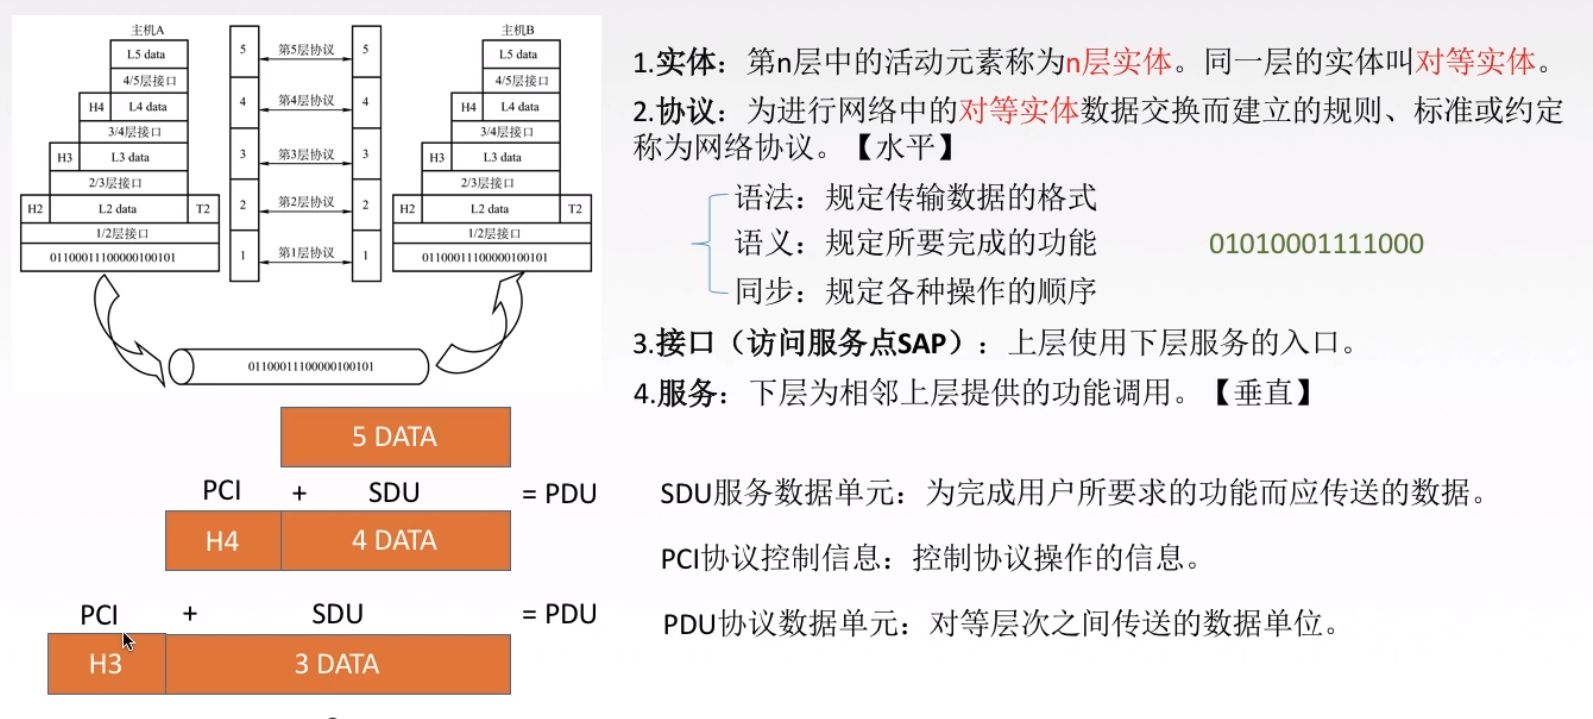 主机A
L5 data
4/5层接口
H4 L4 data
3/4层接口
H3 L3 data
2/3层接口
H2 L2 data T2
1/2层接口
01100011100000100101
5 第5层协议 5
4 第4层协议 4
3 第3层协议 3
2 第2层协议 2
1 第1层协议 1
主机B
L5 data
4/5层接口
H4 L4 data
3/4层接口
H3 L3 data
2/3层接口
H2 L2 data T2
1/2层接口
01100011100000100101
01100011100000100101
5 DATA
PCI + SDU = PDU
H4 4 DATA
PCI + SDU = PDU
H3 3 DATA
1.实体：第n层中的活动元素称为n层实体。同一层的实体叫对等实体。
2.协议：为进行网络中的对等实体数据交换而建立的规则、标准或约定
称为网络协议。【水平】
语法：规定传输数据的格式
语义：规定所要完成的功能 01010001111000
同步：规定各种操作的顺序
3.接口（访问服务点SAP）：上层使用下层服务的入口。
4.服务：下层为相邻上层提供的功能调用。【垂直】
SDU服务数据单元：为完成用户所要求的功能而应传送的数据。
PCI协议控制信息：控制协议操作的信息。
PDU协议数据单元：对等层次之间传送的数据单位。